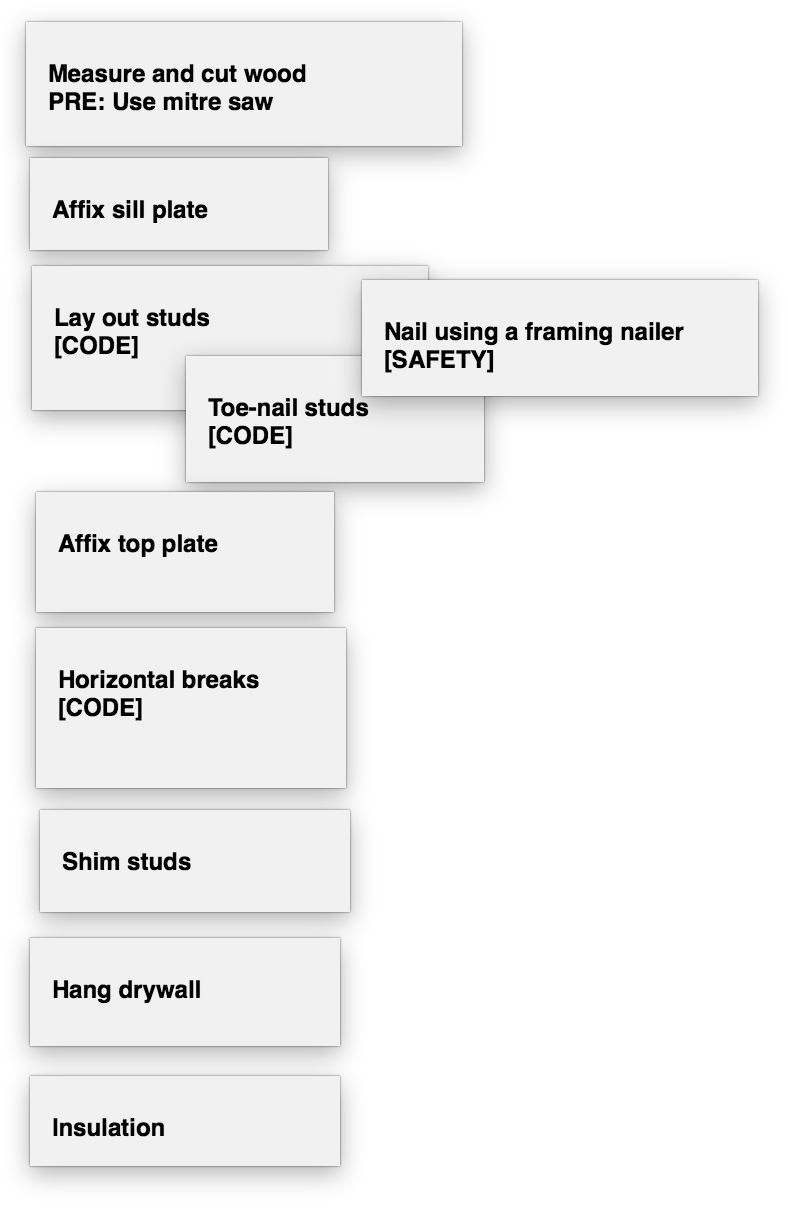 Measure and cut wood
PRE: Use mitre saw
Affix sill plate
Lay out studs
[CODE]
Nail using a framing nailer
[SAFETY]
Toe-nail studs
[CODE]
Affix top plate
Horizontal breaks
[CODE]
Shim studs
Hang drywall
Insulation